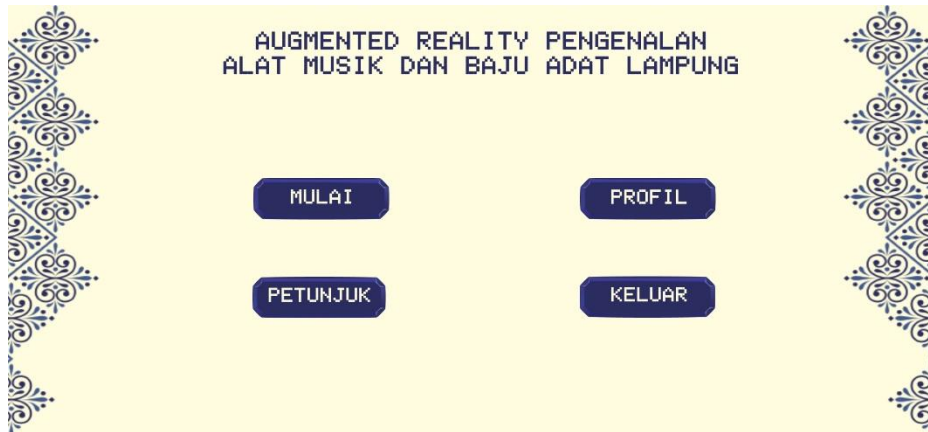 AUGMENTED REALITY PENGENALAN
ALAT MUSIK DAN BAJU ADAT LAMPUNG
MULAI
PROFIL
PETUNJUK
KELUAR